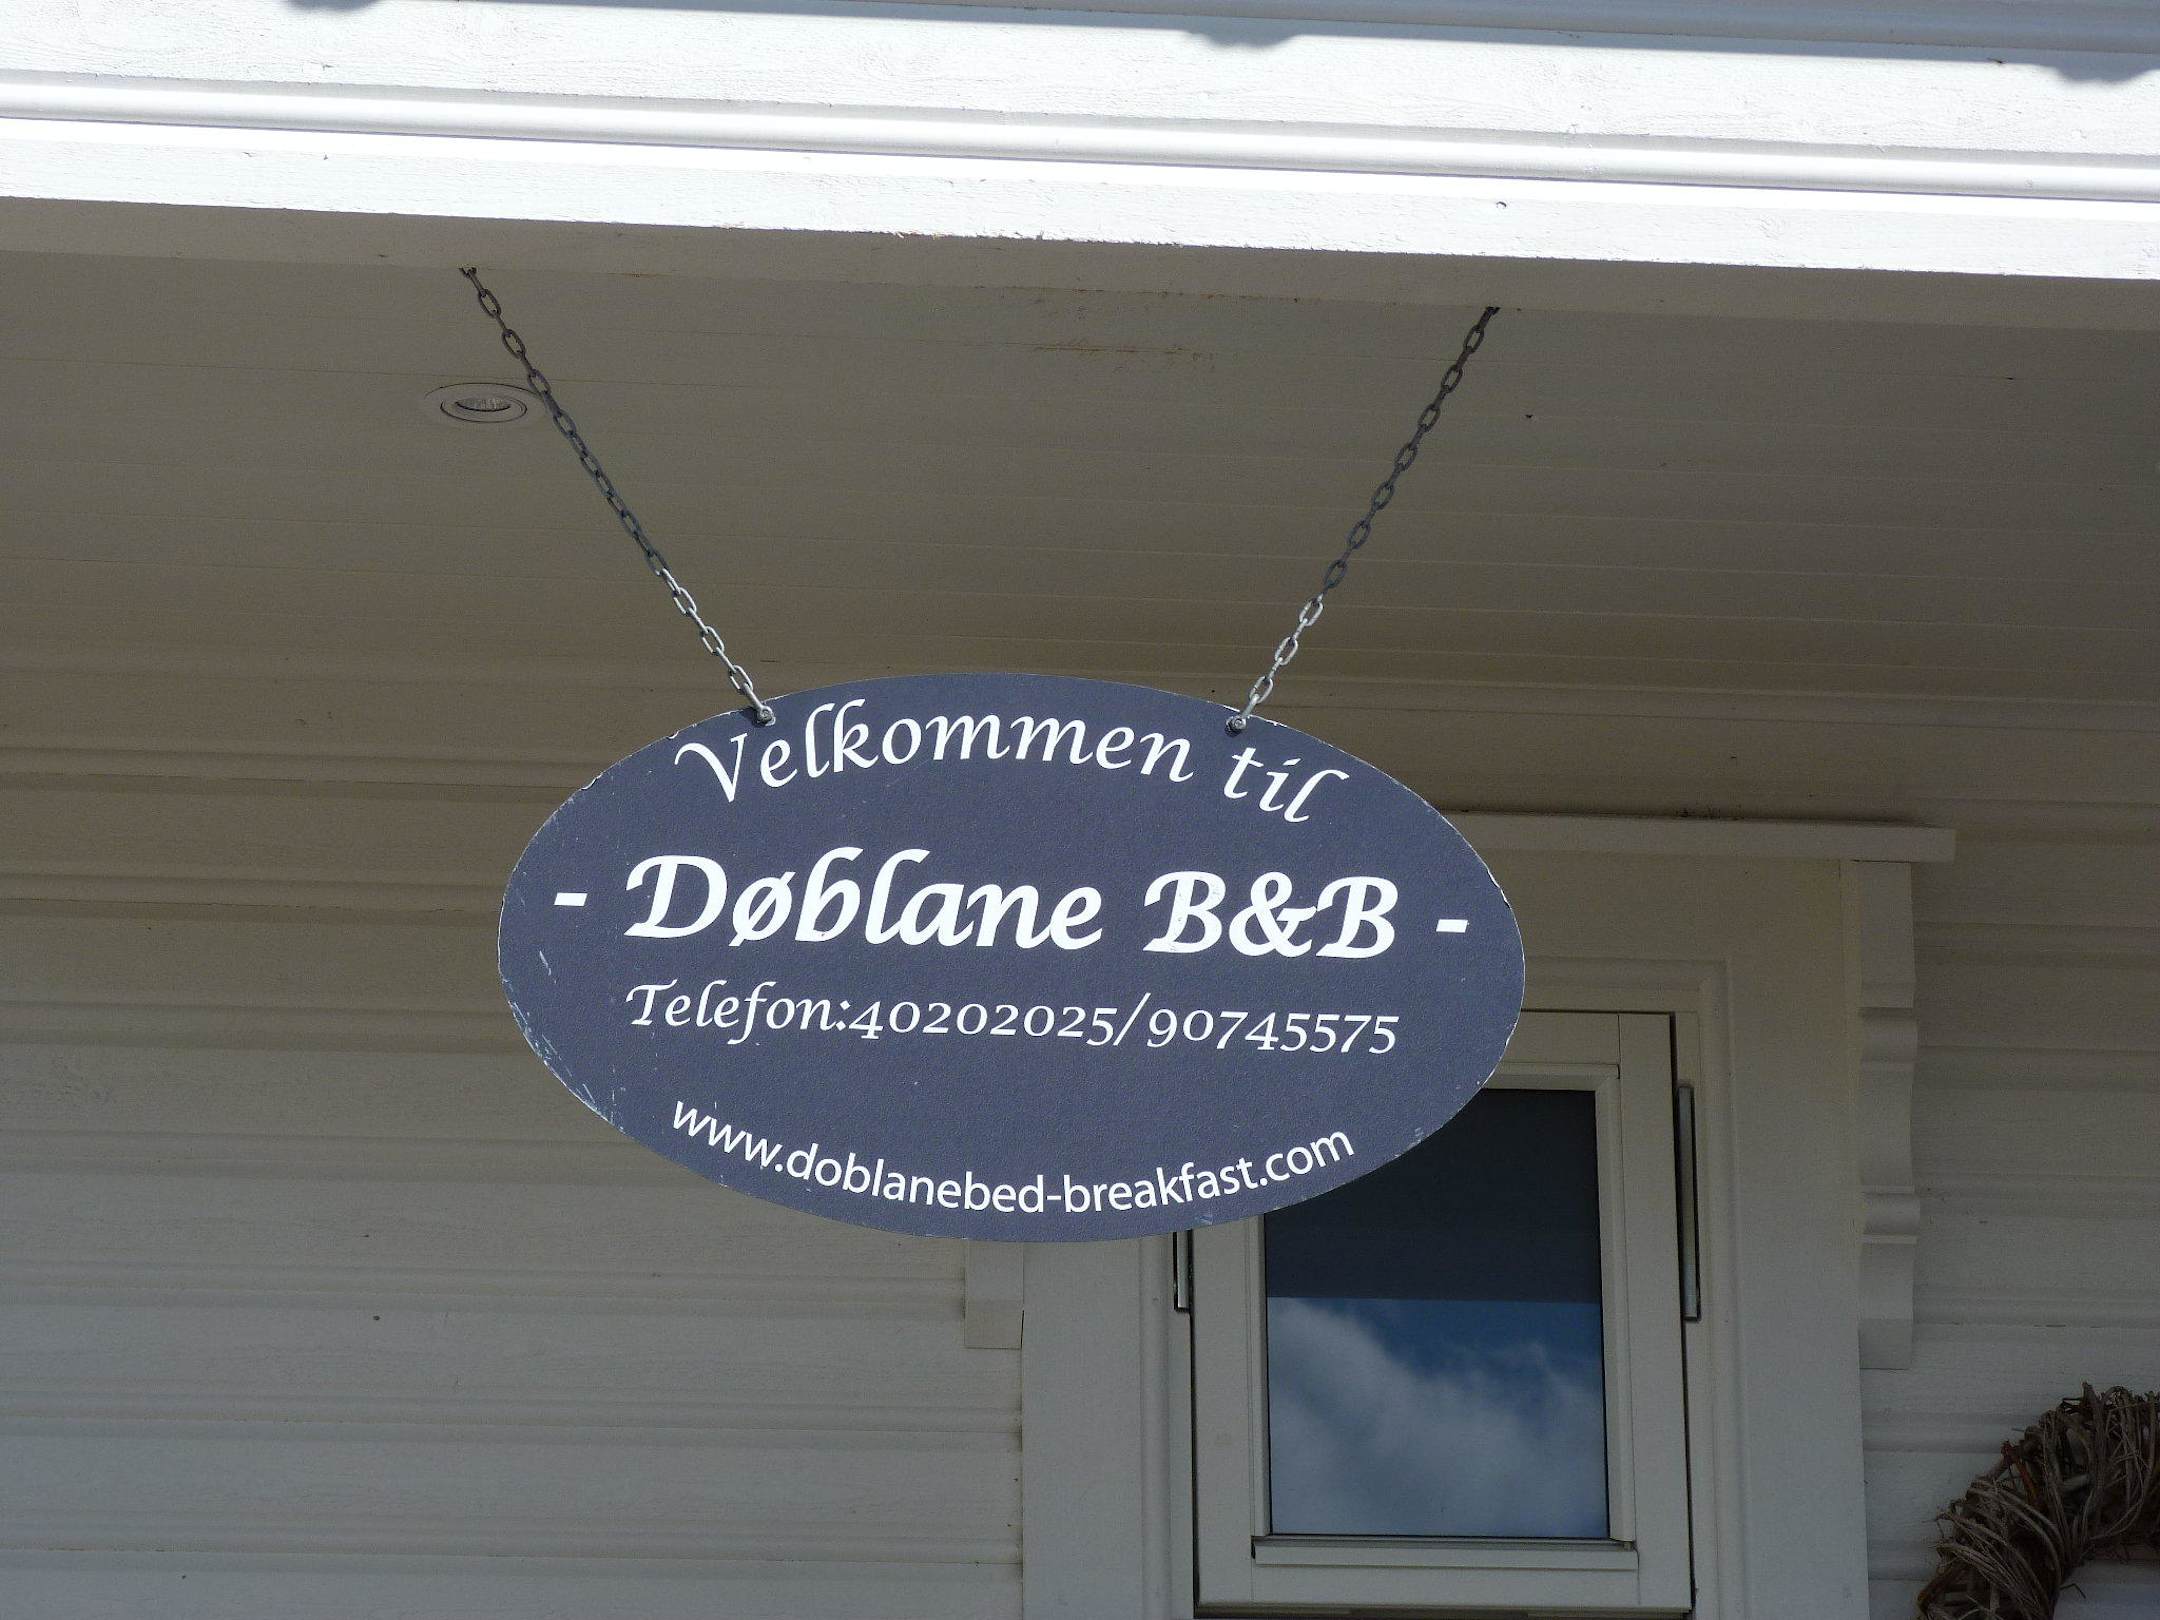 Velkommen til
- Døblane B&B -
Telefon:40202025/90745575
www.doblanebed-breakfast.com